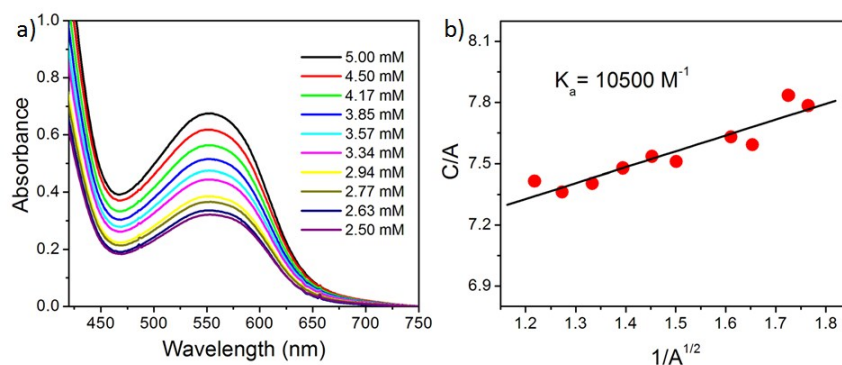 a)
1.0
0.8
0.6
0.4
0.2
0.0
Absorbance
450 500 550 600 650 700 750
Wavelength (nm)
5.00 mM
4.50 mM
4.17 mM
3.85 mM
3.57 mM
3.34 mM
2.94 mM
2.77 mM
2.63 mM
2.50 mM
b)
8.1
7.8
7.5
7.2
6.9
C/A
Kₐ= 10500 M⁻¹
1.2 1.3 1.4 1.5 1.6 1.7 1.8
1/A¹ᐟ²